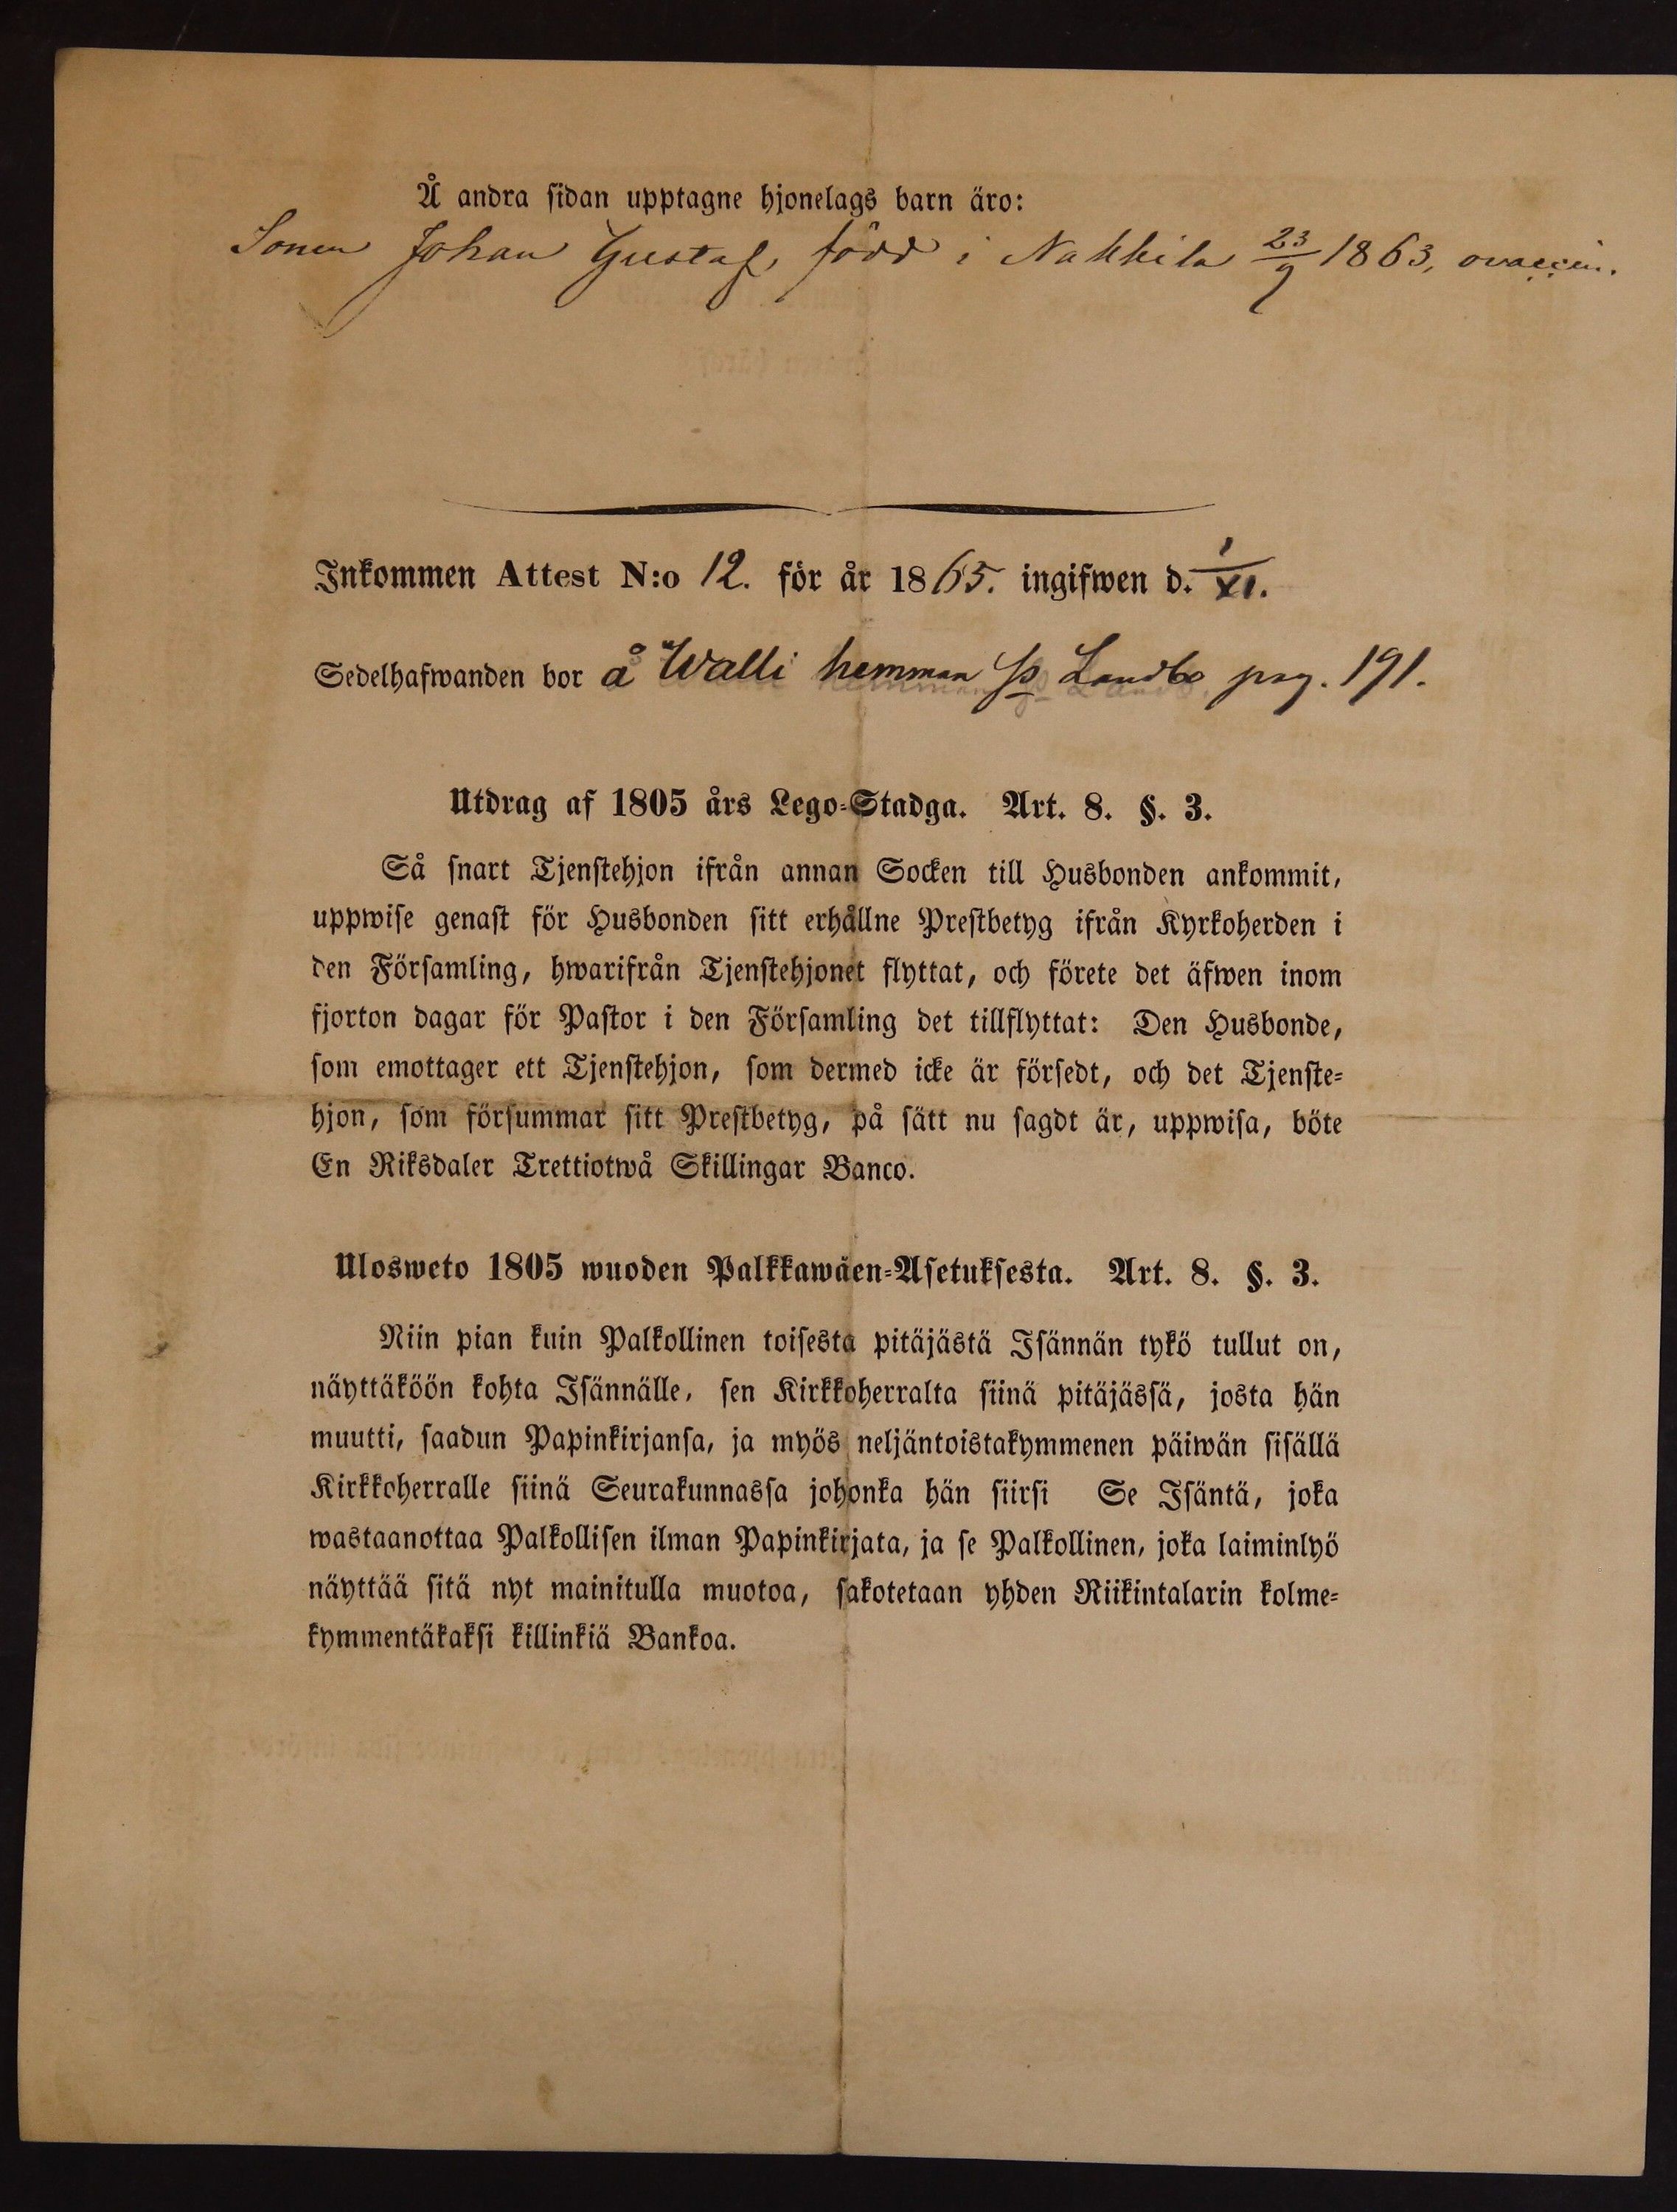 Å andra sidan upptagne hjonelags barn äro:
Sonen Johan Gustaf, född i Nakkila 23/9 1863, ovaccin.
Inkommen Attest N:o 12. för år 1865. ingifwen d. 1/XI.
Sedelhafwanden bor å Walli hemman Landbo pag. 191.
Utdrag af 1805 års Lego-Stadga. Art. 8. §. 3.
Så snart Tjenstehjon ifrån annan Socken till Husbonden ankommit,
uppwise genast för Husbonden sitt erhållne Prestbetyg ifrån Kyrkoherden i
den Församling, hwarifrån Tjenstehjonet flyttat, och förete det äfwen inom
fjorton dagar för Pastor i den Församling det tillflyttat: Den Husbonde,
som emottager ett Tjenstehjon, som dermed icke är försedt, och det Tjenste-
hjon, som försummar sitt Prestbetyg, på sätt nu sagdt är, uppwisa, böte
En Riksdaler Trettiotwå Skillingar Banco.
Ulosweto 1805 wuoden Palkkawäen-Asetuksesta. Art. 8. §. 3.
Niin pian kuin Palkollinen toisesta pitäjästä Isännän tykö tullut on,
näyttäköön kohta Isännälle, sen Kirkkoherralta siinä pitäjässä, josta hän
muutti, saadun Papinkirjansa, ja myös neljäntoistakymmenen päiwän sisällä
Kirkkoherralle siinä Seurakunnassa johonka hän siirsi Se Isäntä, joka
wastaanottaa Palkollisen ilman Papinkirjata, ja se Palkollinen, joka laiminlyö
näyttää sitä nyt mainitulla muotoa, sakotetaan yhden Riikintalarin kolme-
kymmentäkaksi killinkiä Bankoa.